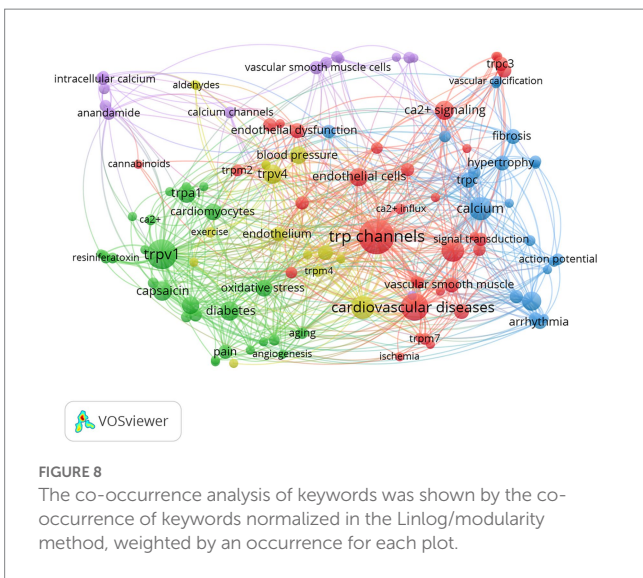 trpc3
vascular smooth muscle cells
intracellular calcium
aldehydes
vascular calcification
anandamide
calcium channels
ca2+ signaling
endothelial dysfunction
fibrosis
blood pressure
cannabinoids
trpm2
trpv4
endothelial cells
hypertrophy
trpc
trpa1
ca2+
cardiomyocytes
ca2+ influx
calcium
exercise
endothelium
trp channels
signal transduction
trpv1
resiniferatoxin
action potential
trpm4
capsaicin
oxidative stress
vascular smooth muscle
diabetes
cardiovascular diseases
arrhythmia
aging
trpm7
pain
angiogenesis
ischemia
VOSviewer
FIGURE 8
The co-occurrence analysis of keywords was shown by the co-
occurrence of keywords normalized in the Linlog/modularity
method, weighted by an occurrence for each plot.